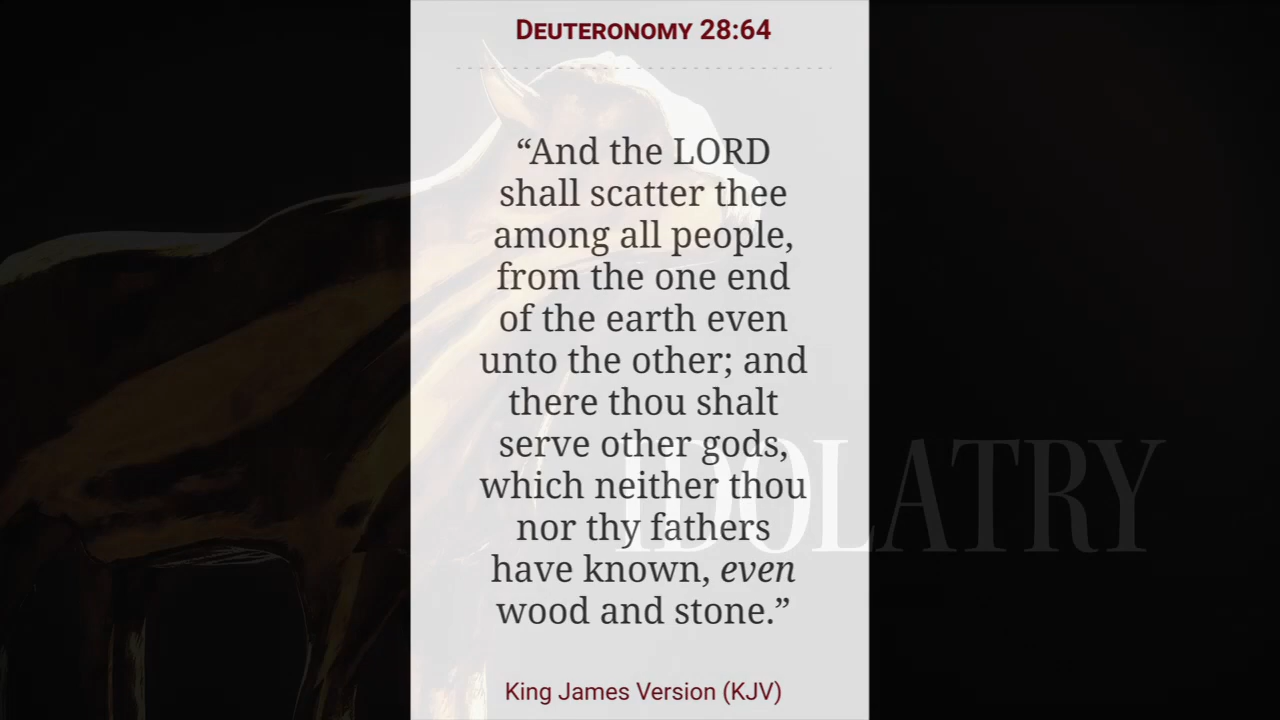 DEUTERONOMY 28:64
“And the LORD
shall scatter thee
among all people,
from the one end
of the earth even
unto the other; and
there thou shalt
serve other gods,
which neither thou
nor thy fathers
have known, even
wood and stone.”
IDOLATRY
King James Version (KJV)